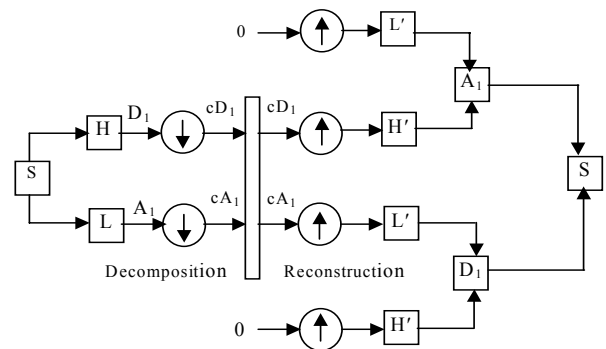 0 L′
A₁
D₁ cD₁ cD₁
H H′
S S
A₁ cA₁ cA₁
L L′
Decomposition Reconstruction D₁
0 H′